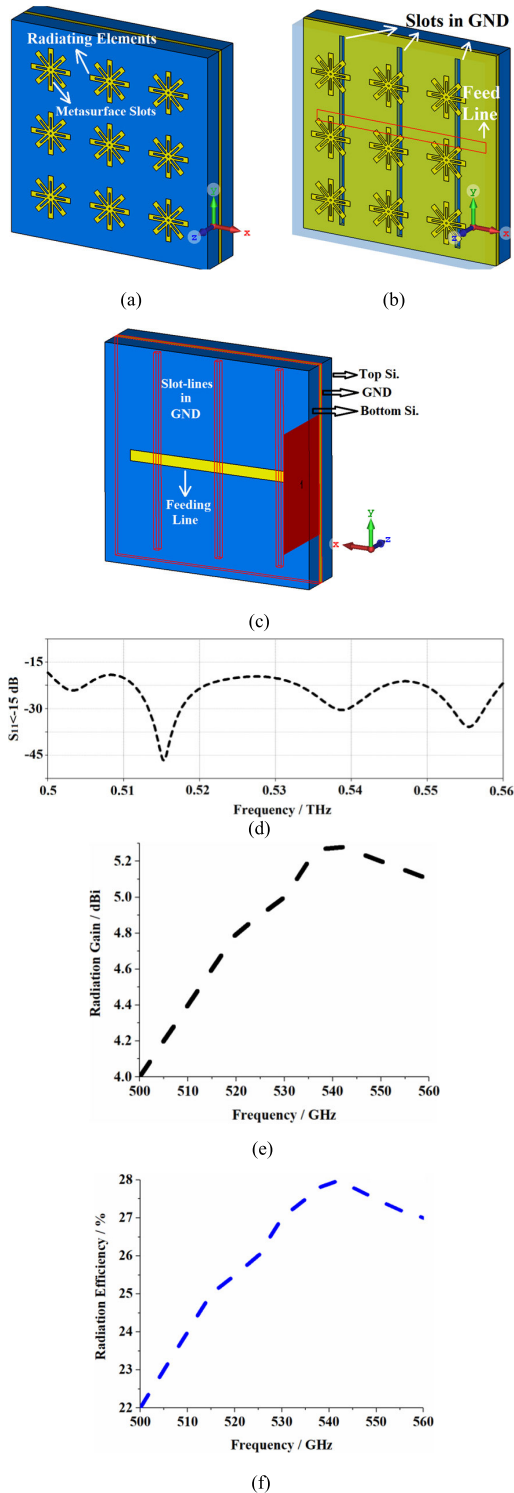 Radiating Elements
Metasurface Slots
y
x
z
(a)
Slots in GND
Feed
Line
y
x
z
(b)
Slot-lines
in
GND
Top Si.
GND
Bottom Si.
Feeding
Line
1
y
x
z
(c)
S11<-15 dB
-15
-30
-45
0.5
0.51
0.52
0.53
0.54
0.55
0.56
Frequency / THz
(d)
Radiation Gain / dBi
5.2
5.0
4.8
4.6
4.4
4.2
4.0
500
510
520
530
540
550
560
Frequency / GHz
(e)
Radiation Efficiency / %
28
27
26
25
24
23
22
500
510
520
530
540
550
560
Frequency / GHz
(f)